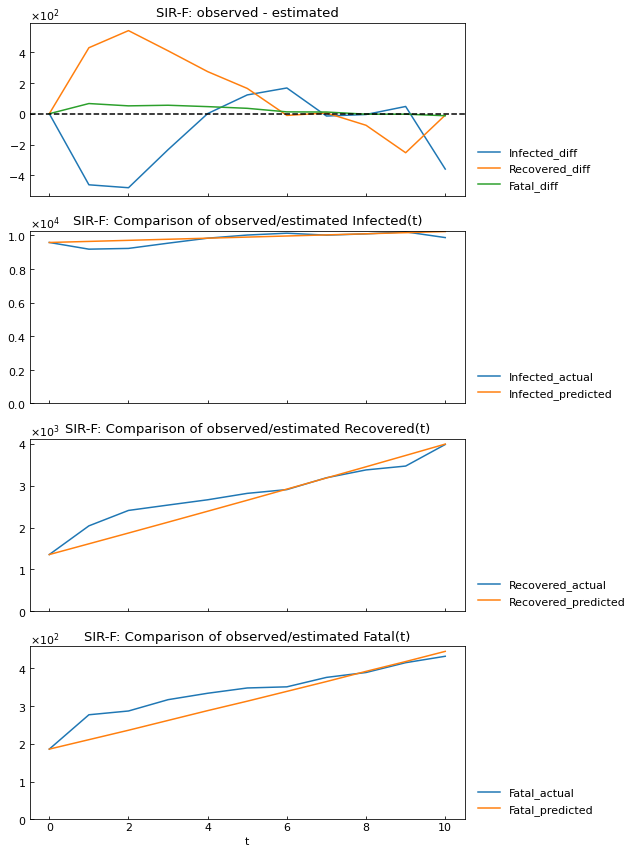 SIR-F: observed - estimated
×10²
4
2
0
−2
−4
Infected_diff
Recovered_diff
Fatal_diff
SIR-F: Comparison of observed/estimated Infected(t)
×10⁴
1.0
0.8
0.6
0.4
0.2
0.0
Infected_actual
Infected_predicted
SIR-F: Comparison of observed/estimated Recovered(t)
×10³
4
3
2
1
0
Recovered_actual
Recovered_predicted
SIR-F: Comparison of observed/estimated Fatal(t)
×10²
4
3
2
1
0
Fatal_actual
Fatal_predicted
0 2 4 6 8 10
t